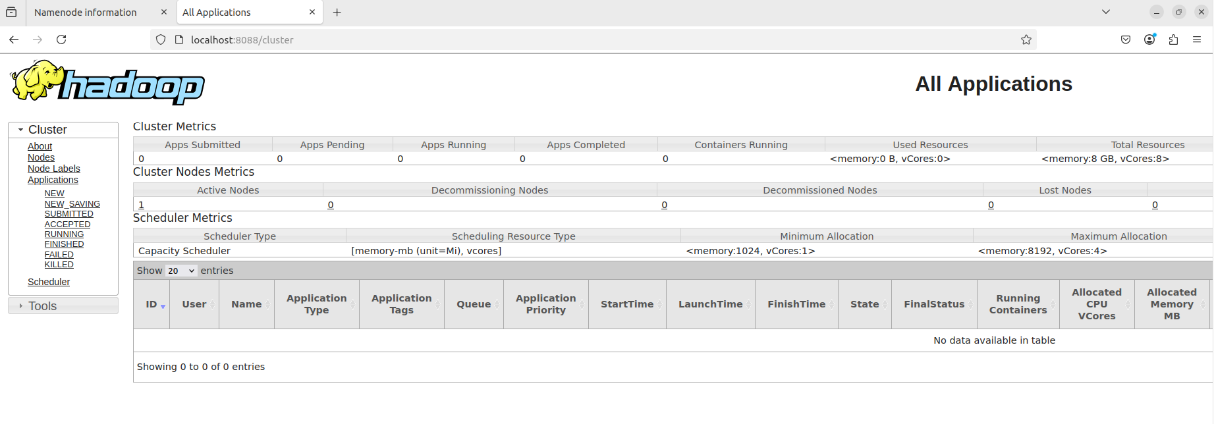 Namenode information
All Applications
localhost:8088/cluster
hadoop
All Applications
Cluster
About
Nodes
Node Labels
Applications
NEW
NEW_SAVING
SUBMITTED
ACCEPTED
RUNNING
FINISHED
FAILED
KILLED
Scheduler
Tools
Cluster Metrics
Apps Submitted Apps Pending Apps Running Apps Completed Containers Running Used Resources Total Resources
0 0 0 0 0 <memory:0 B, vCores:0> <memory:8 GB, vCores:8>
Cluster Nodes Metrics
Active Nodes Decommissioning Nodes Decommissioned Nodes Lost Nodes
1 0 0 0 0
Scheduler Metrics
Scheduler Type Scheduling Resource Type Minimum Allocation Maximum Allocation
Capacity Scheduler [memory-mb (unit=Mi), vcores] <memory:1024, vCores:1> <memory:8192, vCores:4>
Show 20 entries
ID User Name Application Type Application Tags Queue Application Priority StartTime LaunchTime FinishTime State FinalStatus Running Containers Allocated CPU VCores Allocated Memory MB
No data available in table
Showing 0 to 0 of 0 entries